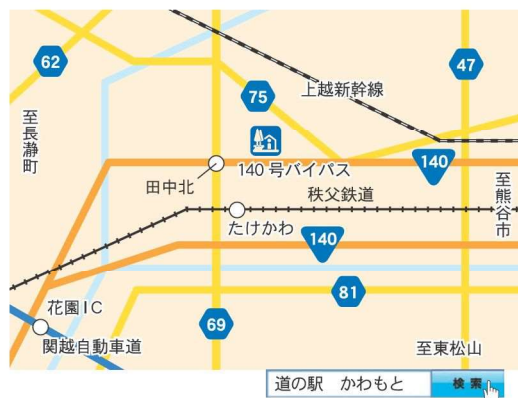 62
47
上越新幹線
75
至長瀞町
140
140号バイパス
田中北
至熊谷市
秩父鉄道
たけかわ
140
81
花園IC
69
関越自動車道
至東松山
道の駅 かわもと
検索